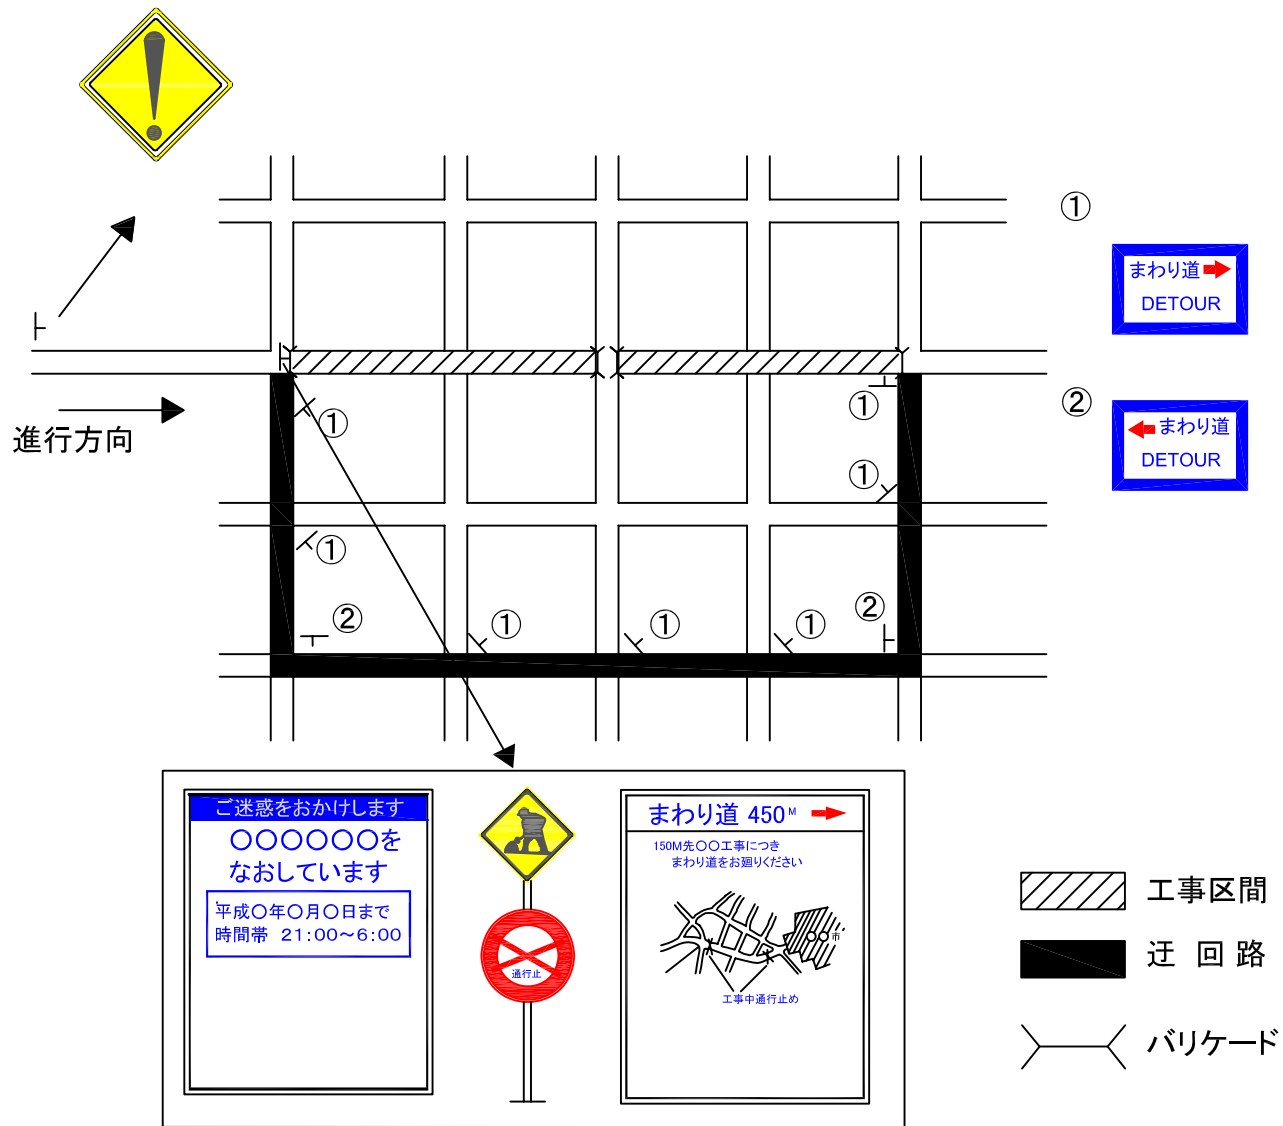 ①
まわり道
DETOUR
進行方向
②
まわり道
DETOUR
①
①
①
①
②
②
①
①
①
ご迷惑をおかけします
〇〇〇〇〇〇を
なおしています
平成〇年〇月〇日まで
時間帯 21:00～6:00
通行止
まわり道 450M
150M先〇〇工事につき
まわり道をお廻りください
〇〇市
工事中通行止め
工事区間
迂回路
バリケード